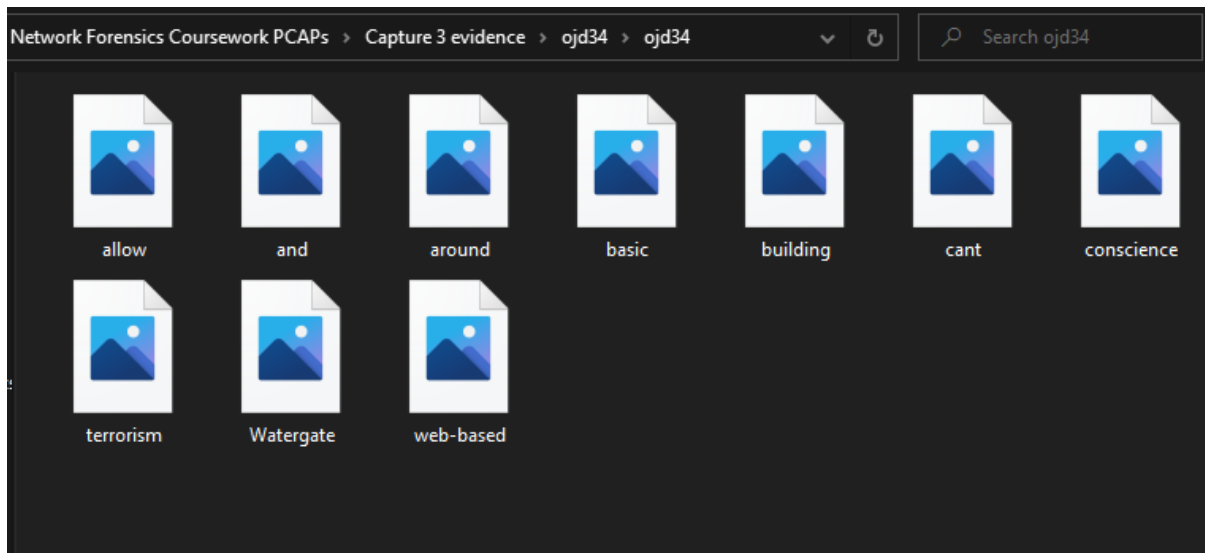 Network Forensics Coursework PCAPs > Capture 3 evidence > ojd34 > ojd34 Search ojd34
allow and around basic building cant conscience
terrorism Watergate web-based